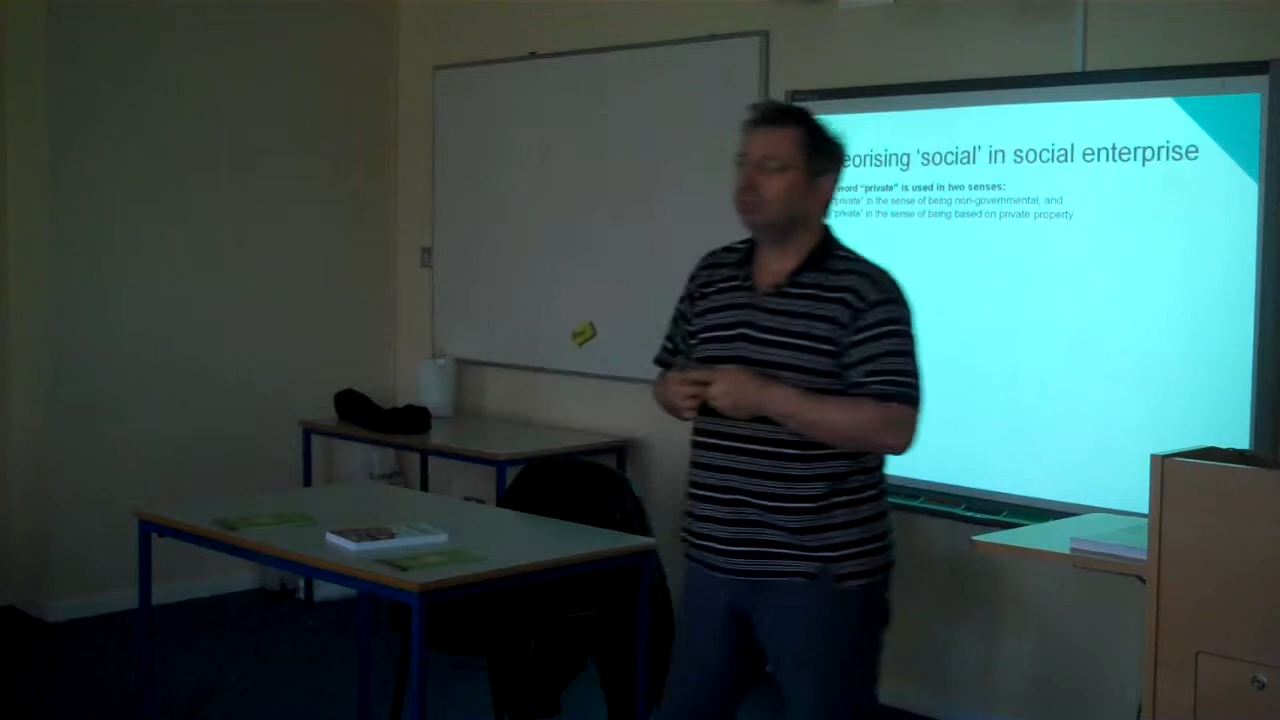 eorising ‘social’ in social enterprise
word “private” is used in two senses:
‘private’ in the sense of being non-governmental, and
‘private’ in the sense of being based on private property